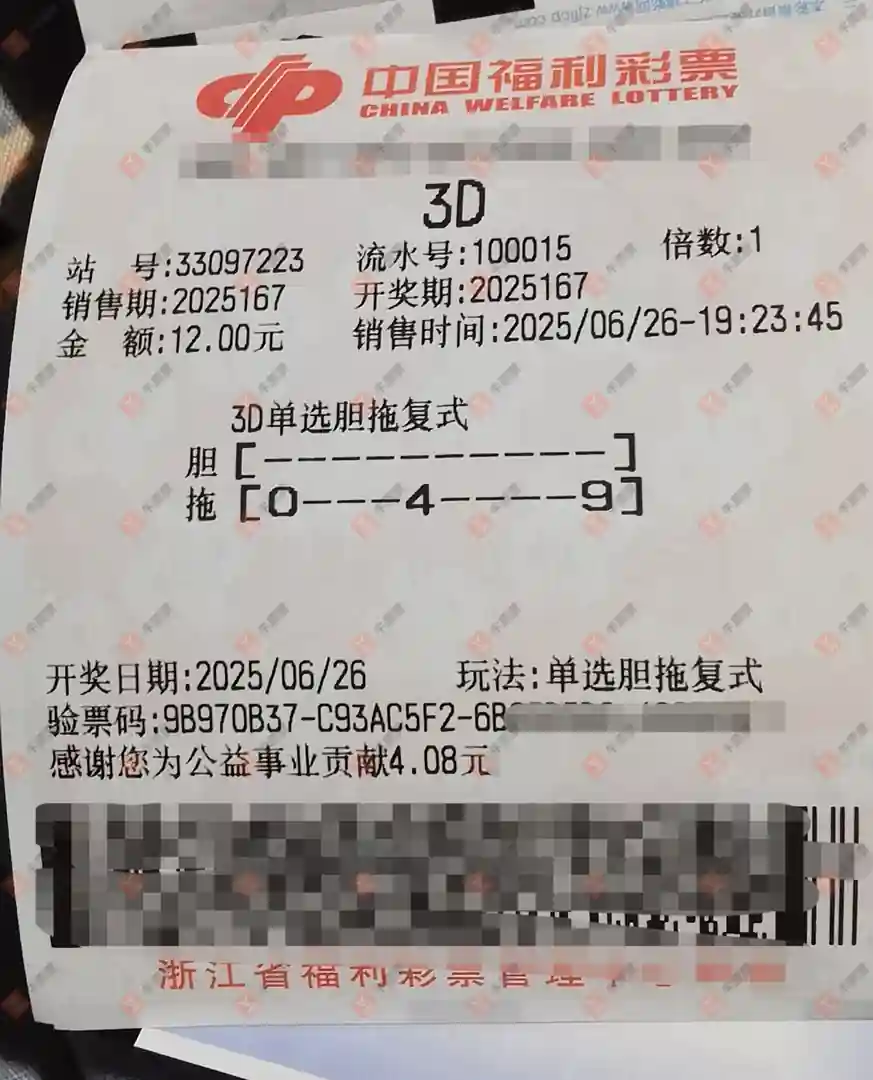 中国福利彩票
CHINA WELFARE LOTTERY
3D
站 号:33097223 流水号:100015 倍数:1
销售期:2025167 开奖期:2025167
金 额:12.00元 销售时间:2025/06/26-19:23:45
3D单选胆拖复式
胆[----------]
拖[0---4----9]
开奖日期:2025/06/26 玩法:单选胆拖复式
验票码:9B970B37-C93AC5F2-6B
感谢您为公益事业贡献4.08元
浙江省福利彩票管理